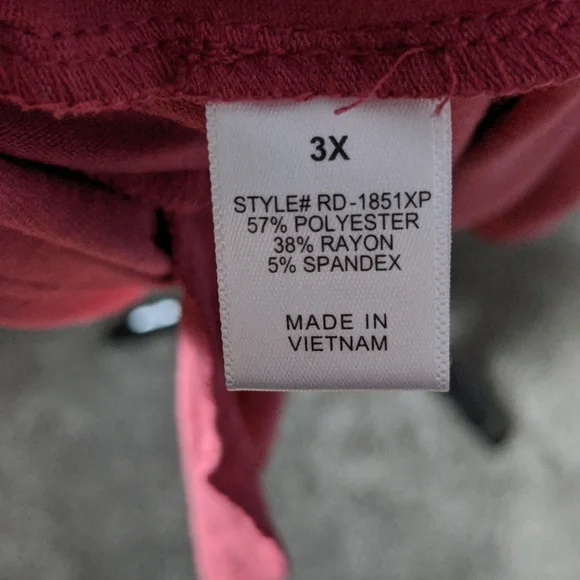 3X
STYLE# RD-1851XP
57% POLYESTER
38% RAYON
5% SPANDEX
MADE IN
VIETNAM